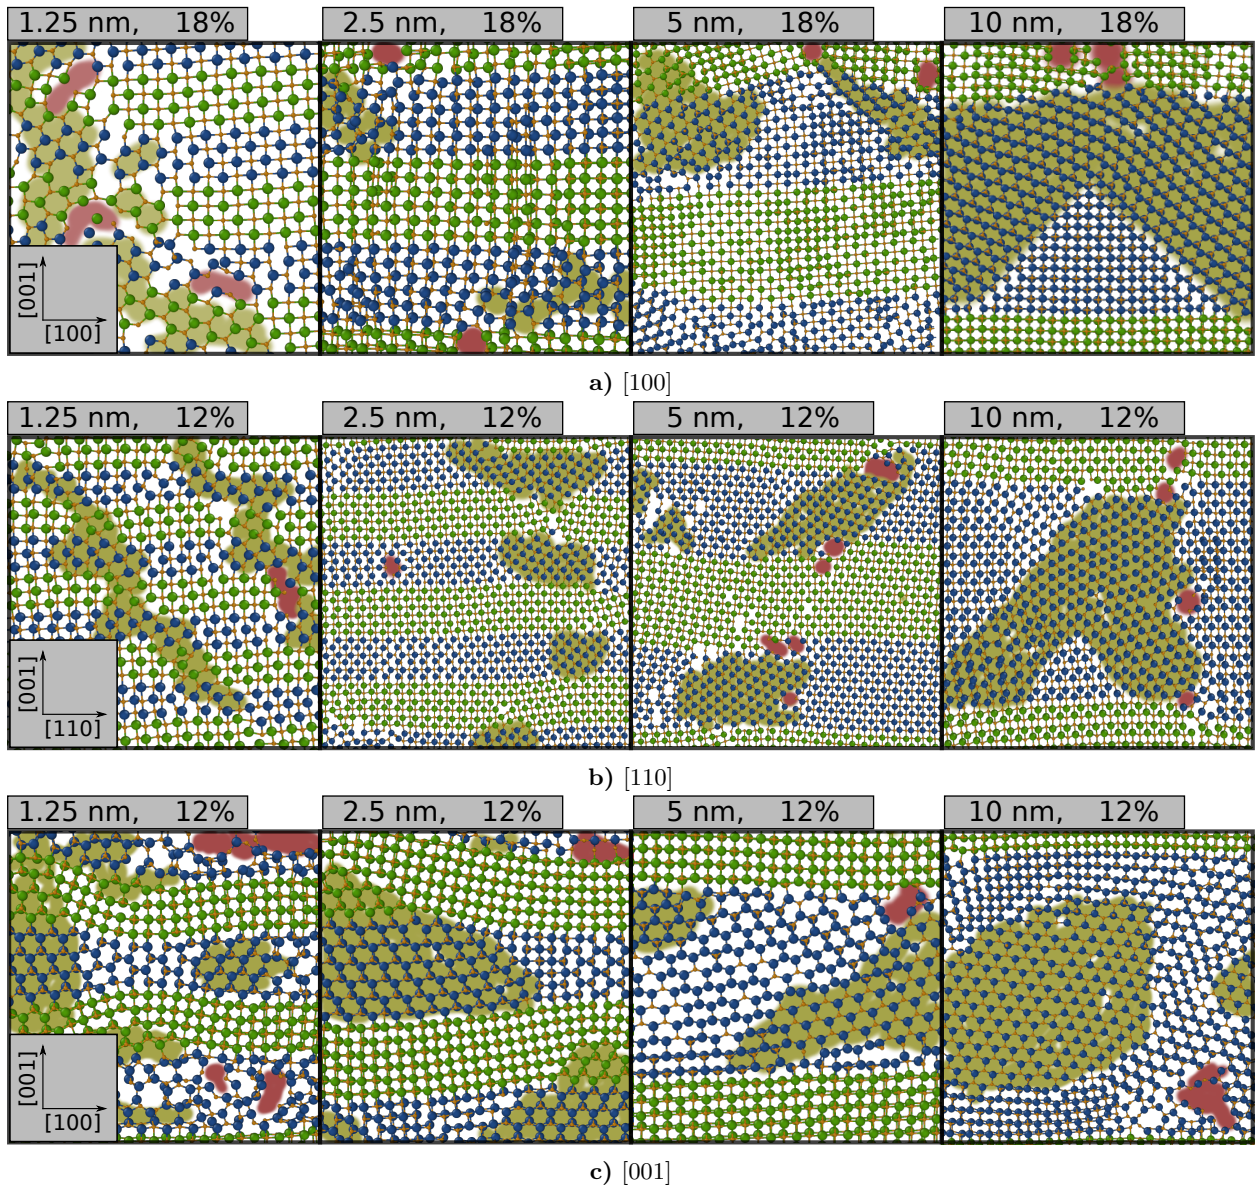 1.25 nm, 18%
2.5 nm, 18%
5 nm, 18%
10 nm, 18%
[001]
[100]
a) [100]
1.25 nm, 12%
2.5 nm, 12%
5 nm, 12%
10 nm, 12%
[001]
[110]
b) [110]
1.25 nm, 12%
2.5 nm, 12%
5 nm, 12%
10 nm, 12%
[001]
[100]
c) [001]